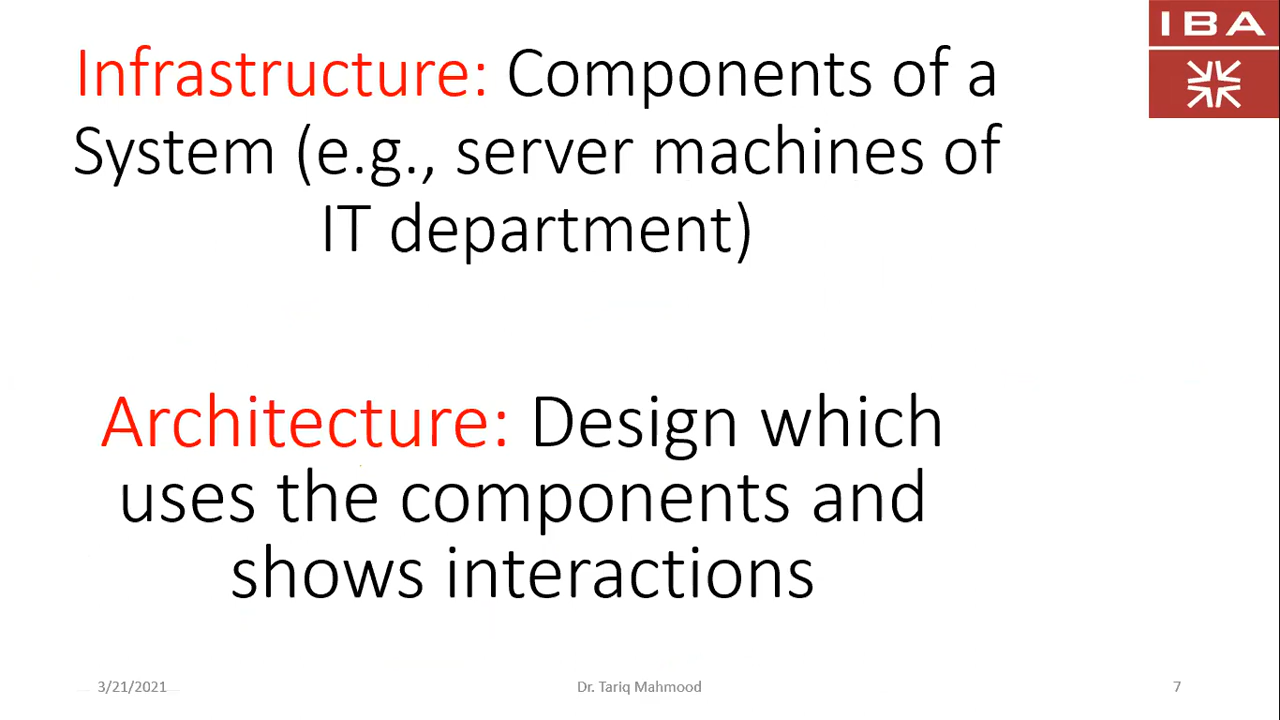 IBA
Infrastructure: Components of a
System (e.g., server machines of
IT department)
Architecture: Design which
uses the components and
shows interactions
3/21/2021
Dr. Tariq Mahmood
7